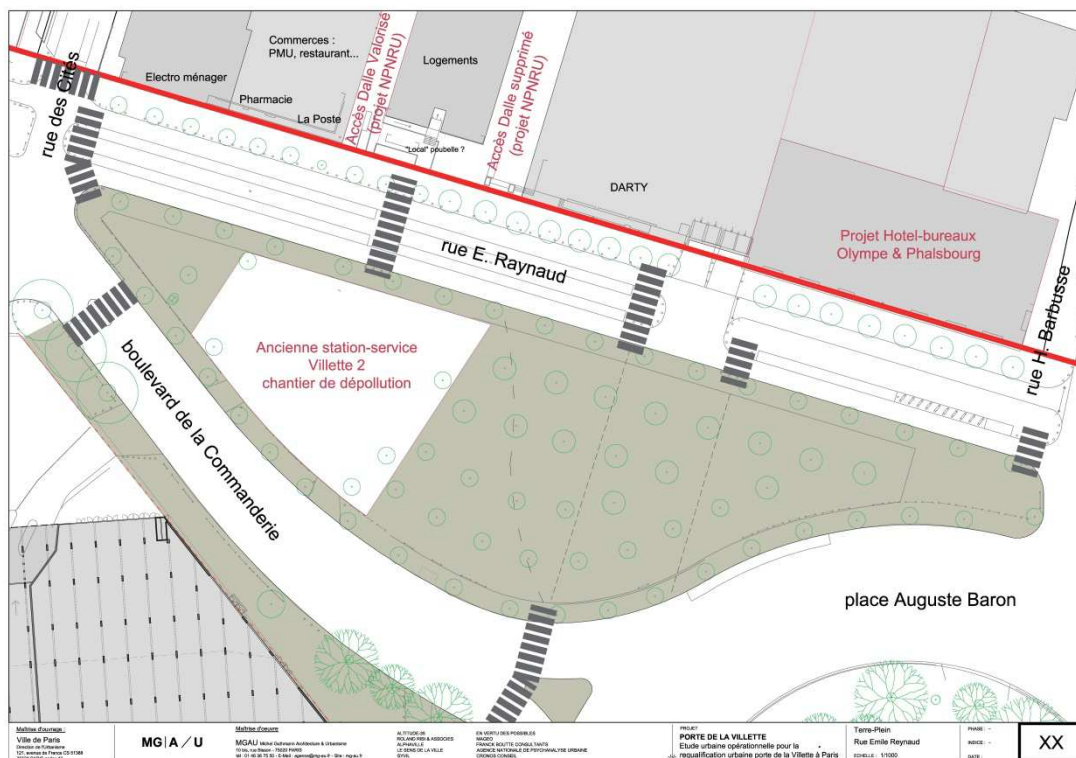 Commerces :
PMU, restaurant...
Electro ménager
Pharmacie
La Poste
Accès Dalle Valorisé
(projet NPNRU)
Logements
"Local" poubelle ?
Accès Dalle supprimé
(projet NPNRU)
DARTY
Projet Hotel-bureaux
Olympe & Phalsbourg
rue des Cités
rue E. Raynaud
rue H. Barbusse
Ancienne station-service
Villette 2
chantier de dépollution
boulevard de la Commanderie
place Auguste Baron
Maîtrise d'ouvrage :
Ville de Paris
Direction de l'Urbanisme
MG|A/U
Maîtrise d'oeuvre
ALPHAVILLE
LE SENS DE LA VILLE
EN VERTU DES POSSIBLES
FRANCE BOUTTE CONSULTANTS
AGENCE NATIONALE DE PSYCHANALYSE URBAINE
PROJET
PORTE DE LA VILLETTE
Etude urbaine opérationnelle pour la
requalification urbaine porte de la Villette à Paris
Terre-Plein
Rue Emile Reynaud
ECHELLE : 1/1000
PHASE : -
INDICE : -
DATE :
XX